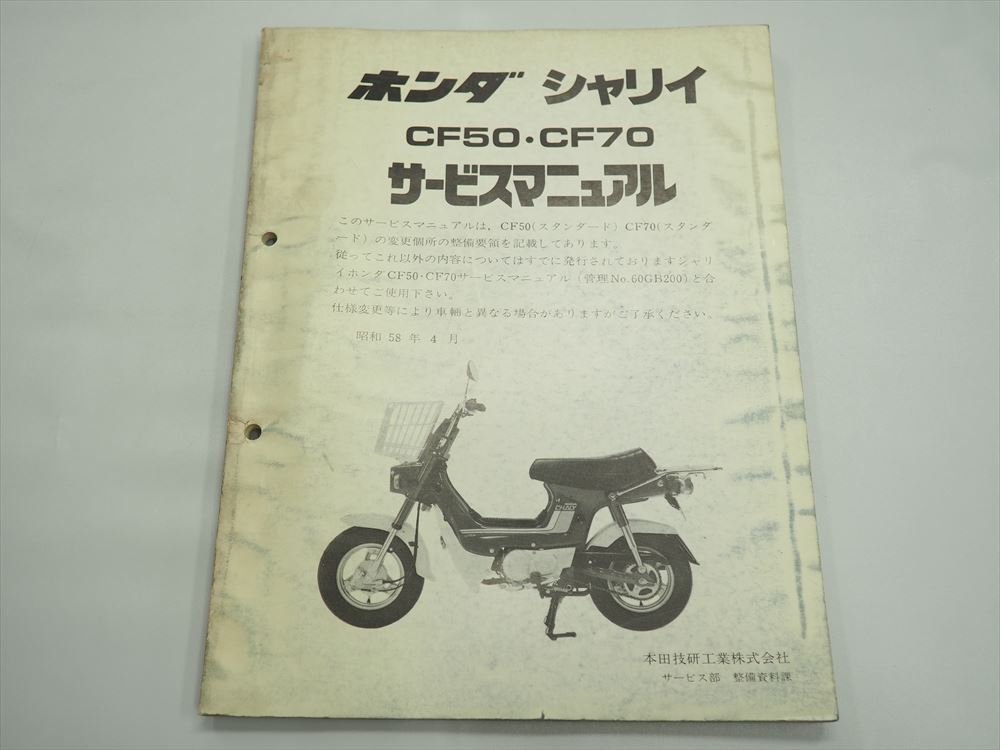 ホンダ シャリイ
CF50・CF70
サービスマニュアル
このサービスマニュアルは，CF50(スタンダード) CF70(スタンダ
ード) の変更個所の整備要領を記載してあります。
従ってこれ以外の内容についてはすでに発行されておりますシャリ
イホンダCF50・CF70サービスマニュアル (管理No.60GB200) と合
わせてご使用下さい。
仕様変更等により車輛と異なる場合がありますがご了承ください。
昭和 58 年 4 月
CHALY
本田技研工業株式会社
サービス部 整備資料課